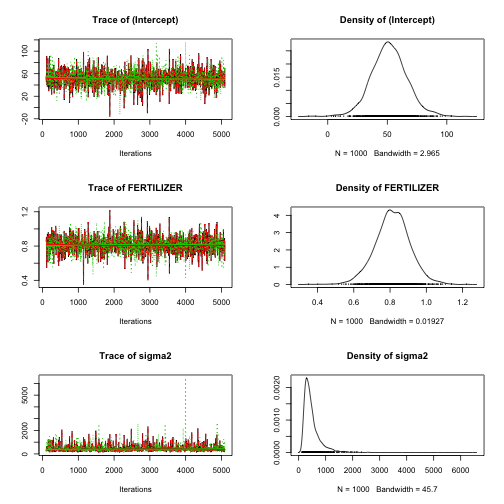 Trace of (Intercept)
Density of (Intercept)
-20 20 60 100
0 1000 2000 3000 4000 5000
Iterations
0.000 0.015
0 50 100
N = 1000 Bandwidth = 2.965
Trace of FERTILIZER
Density of FERTILIZER
0.4 0.8 1.2
0 1000 2000 3000 4000 5000
Iterations
0 1 2 3 4
0.4 0.6 0.8 1.0 1.2
N = 1000 Bandwidth = 0.01927
Trace of sigma2
Density of sigma2
0 2000 6000
0 1000 2000 3000 4000 5000
Iterations
0.0000 0.0010 0.0020
0 1000 2000 3000 4000 5000 6000
N = 1000 Bandwidth = 45.7